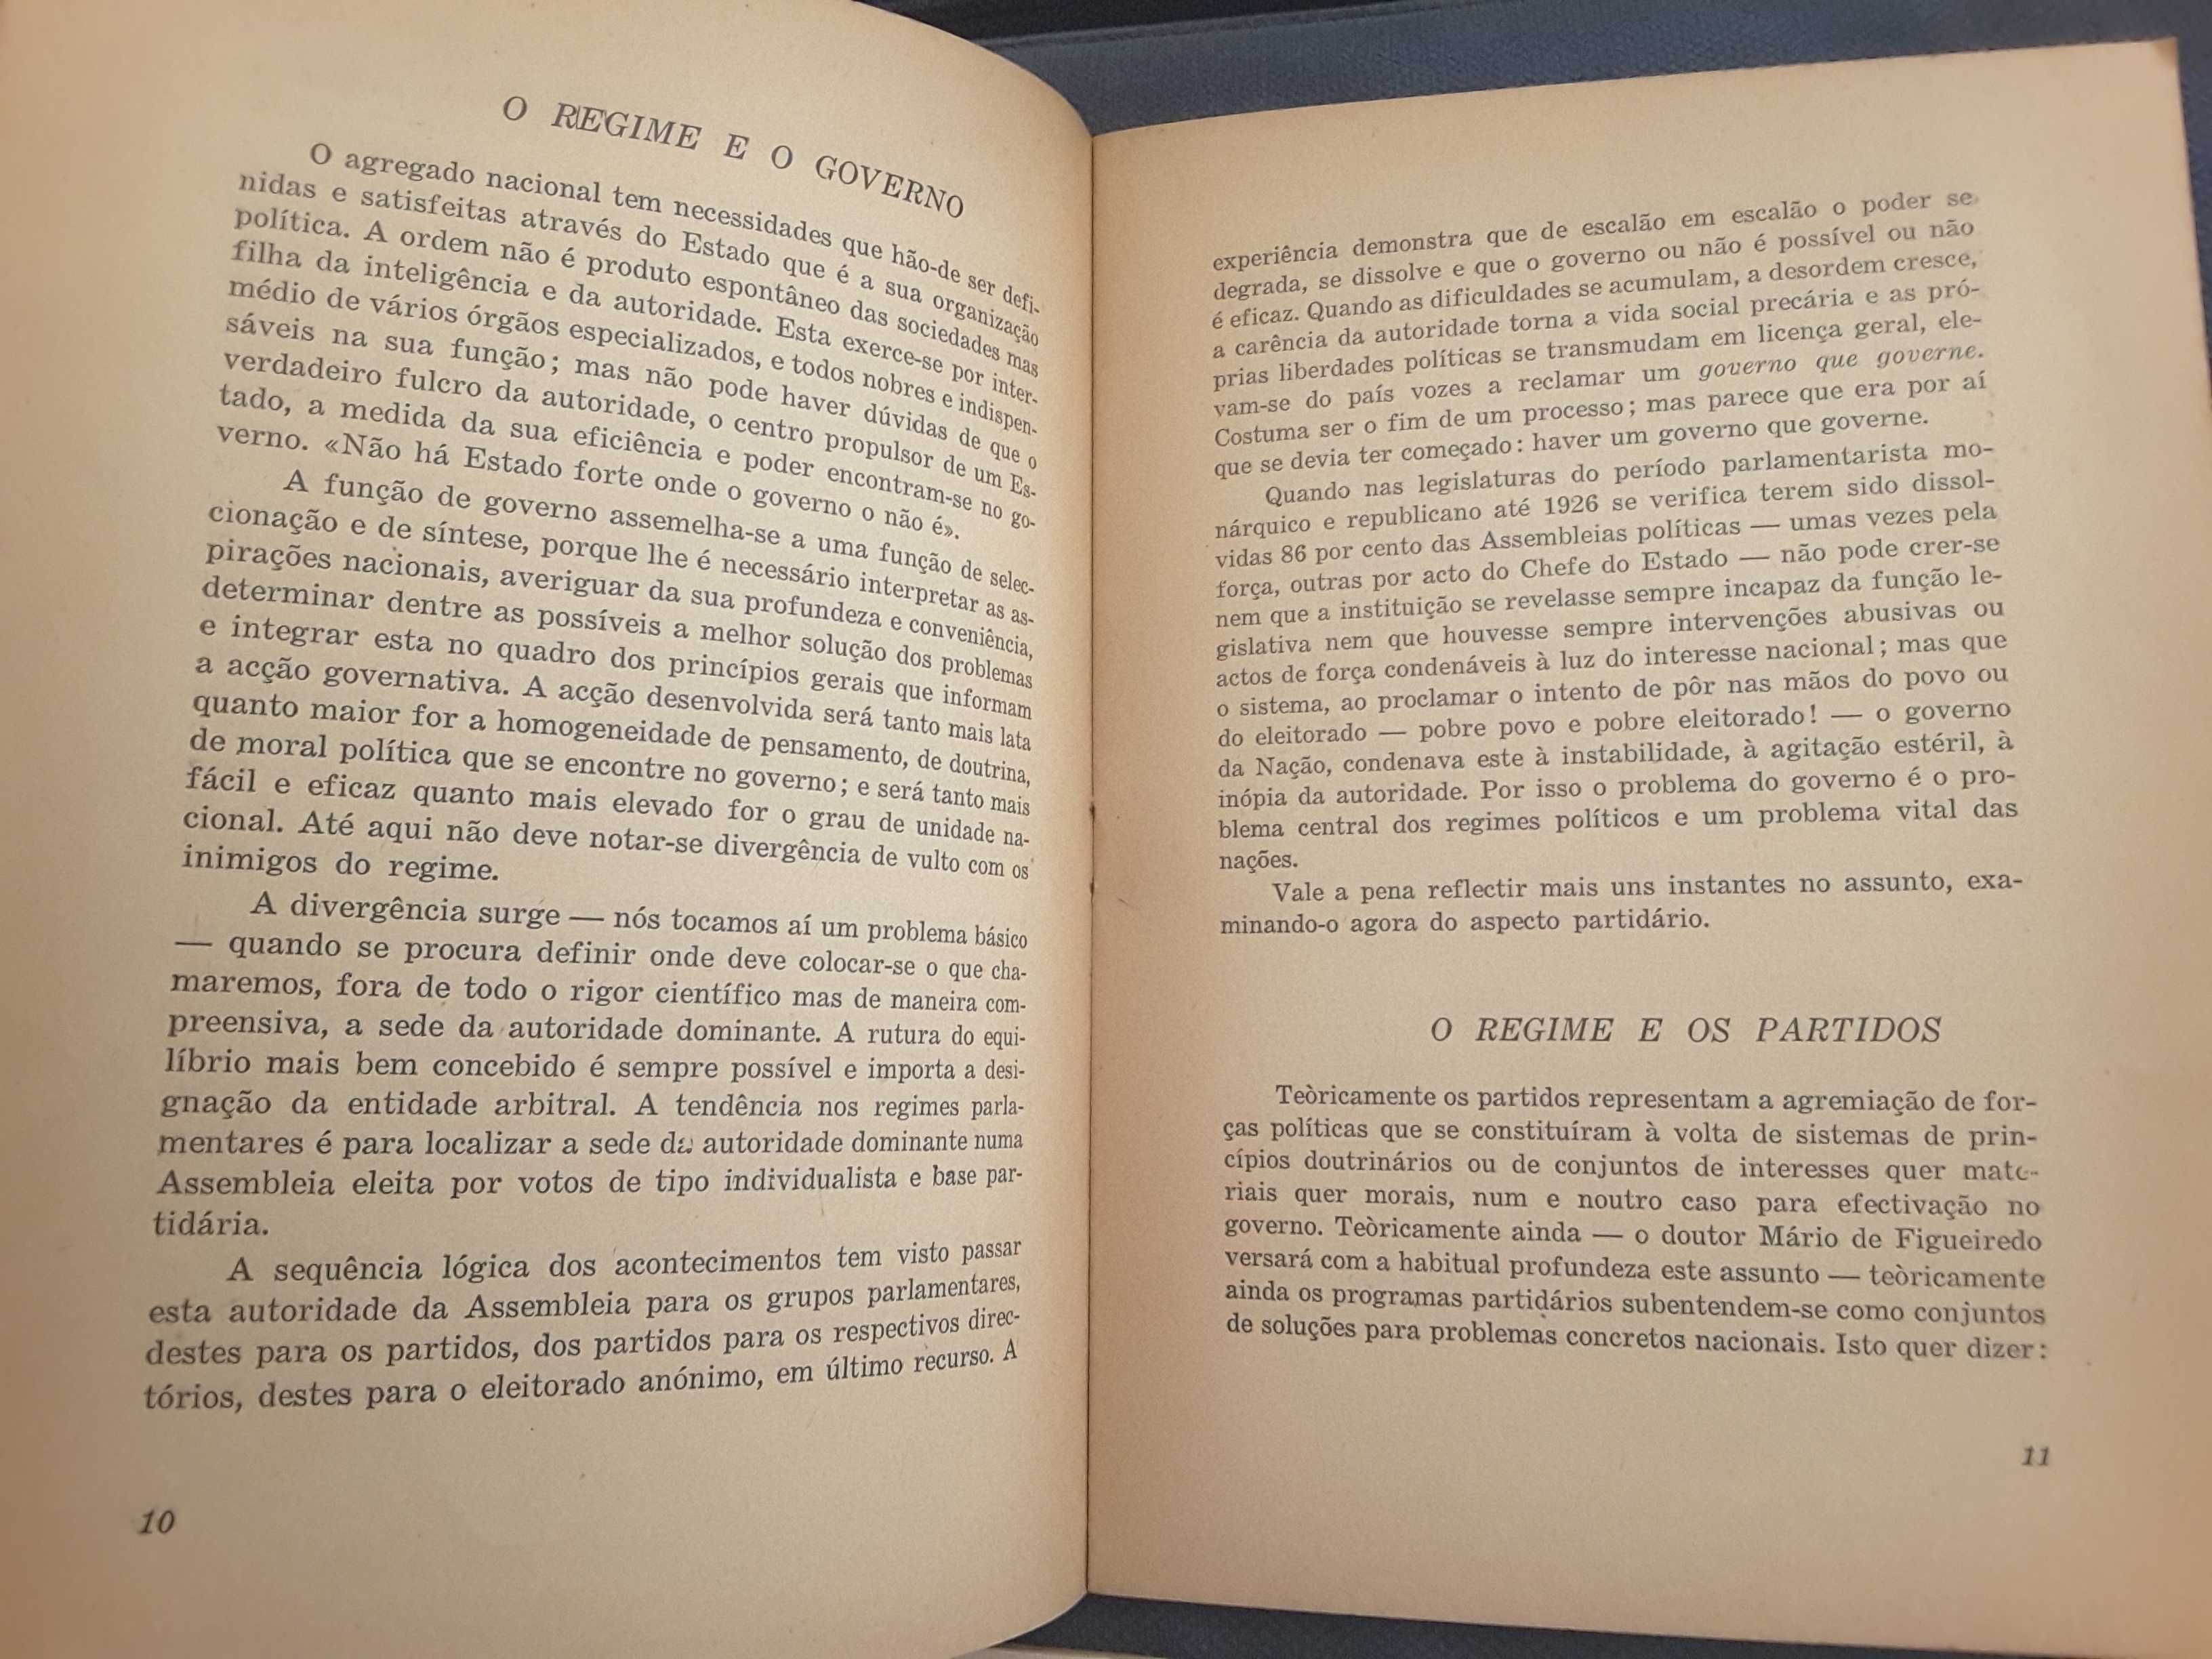 O REGIME E O GOVERNO
O agregado nacional tem necessidades que hão-de ser defi-
nidas e satisfeitas através do Estado que é a sua organização
política. A ordem não é produto espontâneo das sociedades mas
filha da inteligência e da autoridade. Esta exerce-se por inter-
médio de vários órgãos especializados, e todos nobres e indispen-
sáveis na sua função; mas não pode haver dúvidas de que o
verdadeiro fulcro da autoridade, o centro propulsor de um Es-
tado, a medida da sua eficiência e poder encontram-se no go-
verno. «Não há Estado forte onde o governo o não é».
A função de governo assemelha-se a uma função de selec-
cionação e de síntese, porque lhe é necessário interpretar as as-
pirações nacionais, averiguar da sua profundeza e conveniência,
determinar dentre as possíveis a melhor solução dos problemas
e integrar esta no quadro dos princípios gerais que informam
a acção governativa. A acção desenvolvida será tanto mais lata
quanto maior for a homogeneidade de pensamento, de doutrina,
de moral política que se encontre no governo; e será tanto mais
fácil e eficaz quanto mais elevado for o grau de unidade na-
cional. Até aqui não deve notar-se divergência de vulto com os
inimigos do regime.
A divergência surge — nós tocamos aí um problema básico
— quando se procura definir onde deve colocar-se o que cha-
maremos, fora de todo o rigor científico mas de maneira com-
preensiva, a sede da autoridade dominante. A rutura do equi-
líbrio mais bem concebido é sempre possível e importa a desi-
gnação da entidade arbitral. A tendência nos regimes parla-
mentares é para localizar a sede da autoridade dominante numa
Assembleia eleita por votos de tipo individualista e base par-
tidária.
A sequência lógica dos acontecimentos tem visto passar
esta autoridade da Assembleia para os grupos parlamentares,
destes para os partidos, dos partidos para os respectivos direc-
tórios, destes para o eleitorado anónimo, em último recurso. A
10
experiência demonstra que de escalão em escalão o poder se
degrada, se dissolve e que o governo ou não é possível ou não
é eficaz. Quando as dificuldades se acumulam, a desordem cresce,
a carência da autoridade torna a vida social precária e as pró-
prias liberdades políticas se transmudam em licença geral, ele-
vam-se do país vozes a reclamar um governo que governe.
Costuma ser o fim de um processo; mas parece que era por aí
que se devia ter começado: haver um governo que governe.
Quando nas legislaturas do período parlamentarista mo-
nárquico e republicano até 1926 se verifica terem sido dissol-
vidas 86 por cento das Assembleias políticas — umas vezes pela
força, outras por acto do Chefe do Estado — não pode crer-se
nem que a instituição se revelasse sempre incapaz da função le-
gislativa nem que houvesse sempre intervenções abusivas ou
actos de força condenáveis à luz do interesse nacional; mas que
o sistema, ao proclamar o intento de pôr nas mãos do povo ou
do eleitorado — pobre povo e pobre eleitorado! — o governo
da Nação, condenava este à instabilidade, à agitação estéril, à
inópia da autoridade. Por isso o problema do governo é o pro-
blema central dos regimes políticos e um problema vital das
nações.
Vale a pena reflectir mais uns instantes no assunto, exa-
minando-o agora do aspecto partidário.
O REGIME E OS PARTIDOS
Teòricamente os partidos representam a agremiação de for-
ças políticas que se constituíram à volta de sistemas de prin-
cípios doutrinários ou de conjuntos de interesses quer mate-
riais quer morais, num e noutro caso para efectivação no
governo. Teòricamente ainda — o doutor Mário de Figueiredo
versará com a habitual profundeza este assunto — teòricamente
ainda os programas partidários subentendem-se como conjuntos
de soluções para problemas concretos nacionais. Isto quer dizer:
11